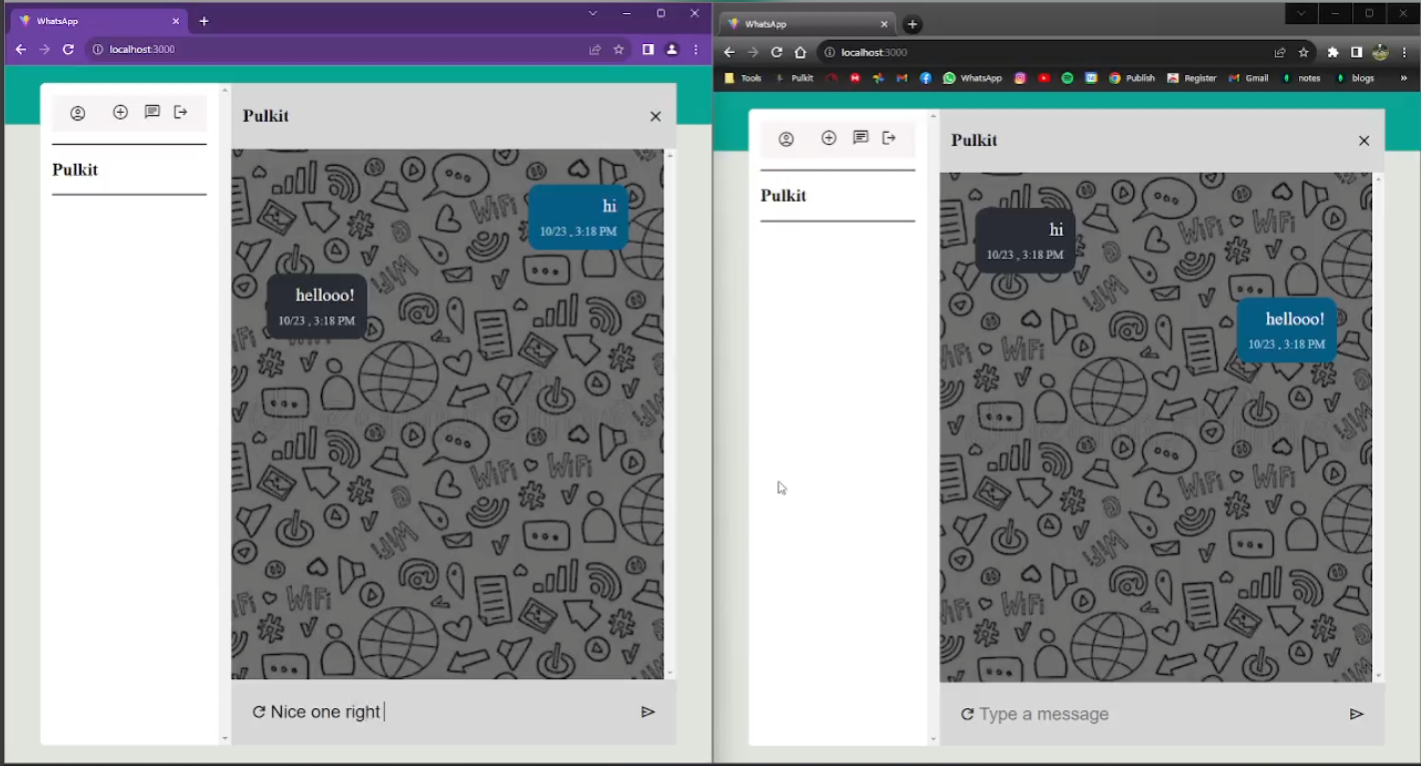 WhatsApp
localhost:3000
Pulkit
Pulkit
hi
10/23 , 3:18 PM
hellooo!
10/23 , 3:18 PM
Nice one right
WhatsApp
localhost:3000
Tools
Pulkit
WhatsApp
Publish
Register
Gmail
notes
blogs
Pulkit
Pulkit
hi
10/23 , 3:18 PM
hellooo!
10/23 , 3:18 PM
Type a message